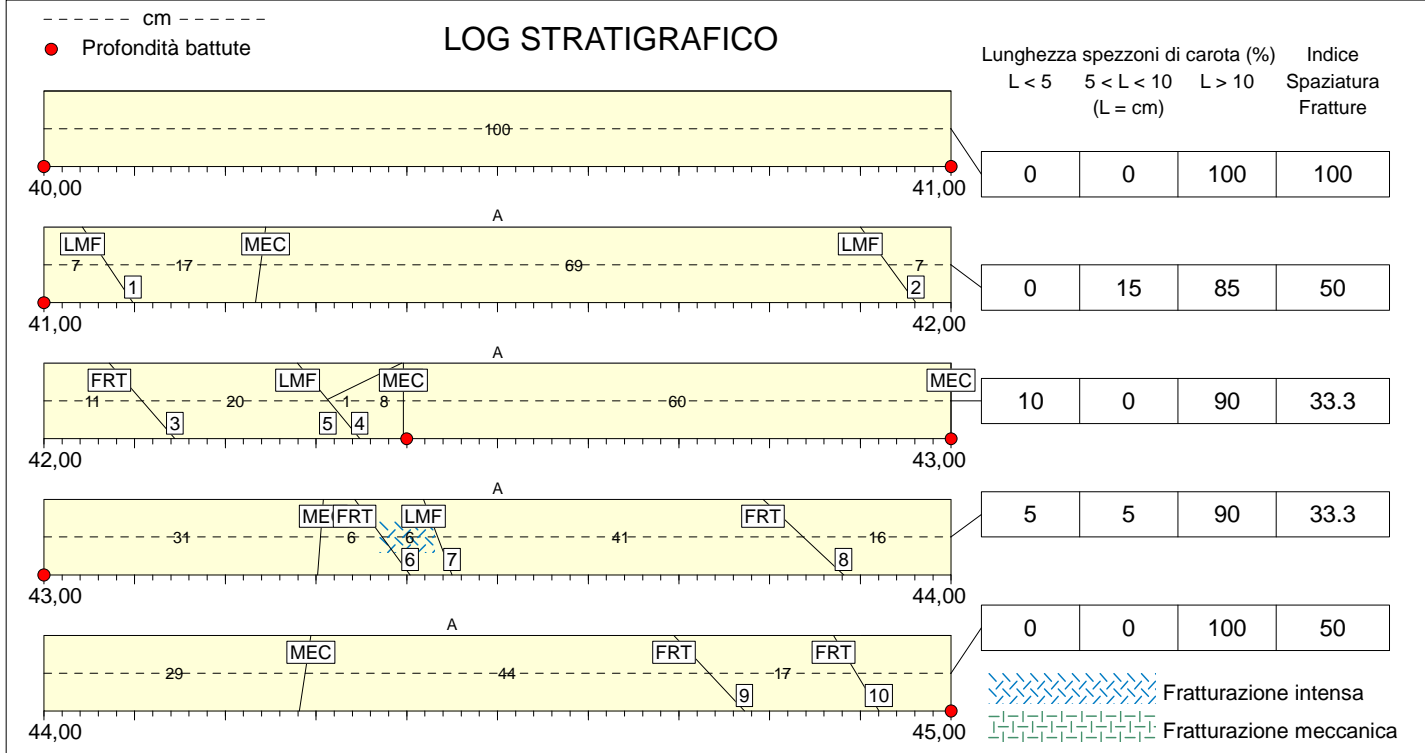 cm
Profondità battute
LOG STRATIGRAFICO
Lunghezza spezzoni di carota (%) Indice
L < 5 5 < L < 10 L > 10 Spaziatura
(L = cm) Fratture
100
40,00 41,00
0 0 100 100
A
LMF MEC LMF
7 17 69 7
1 2
41,00 42,00
0 15 85 50
A
FRT LMF MEC MEC
11 20 1 8 60
3 5 4
42,00 43,00
10 0 90 33.3
A
MEC FRT LMF FRT
31 6 6 41 16
6 7 8
43,00 44,00
5 5 90 33.3
A
MEC FRT FRT
29 44 17
9 10
44,00 45,00
0 0 100 50
Fratturazione intensa
Fratturazione meccanica